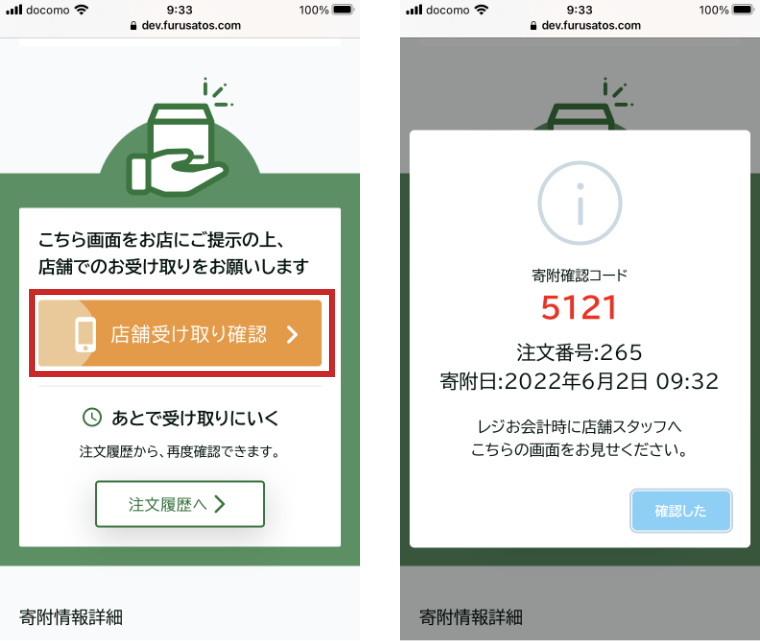 docomo 9:33 100%
dev.furusatos.com
こちら画面をお店にご提示の上、
店舗でのお受け取りをお願いします
店舗受け取り確認
あとで受け取りにいく
注文履歴から、再度確認できます。
注文履歴へ
寄附情報詳細
docomo 9:33 100%
dev.furusatos.com
寄附確認コード
5121
注文番号:265
寄附日:2022年6月2日 09:32
レジお会計時に店舗スタッフへ
こちらの画面をお見せください。
確認した
寄附情報詳細